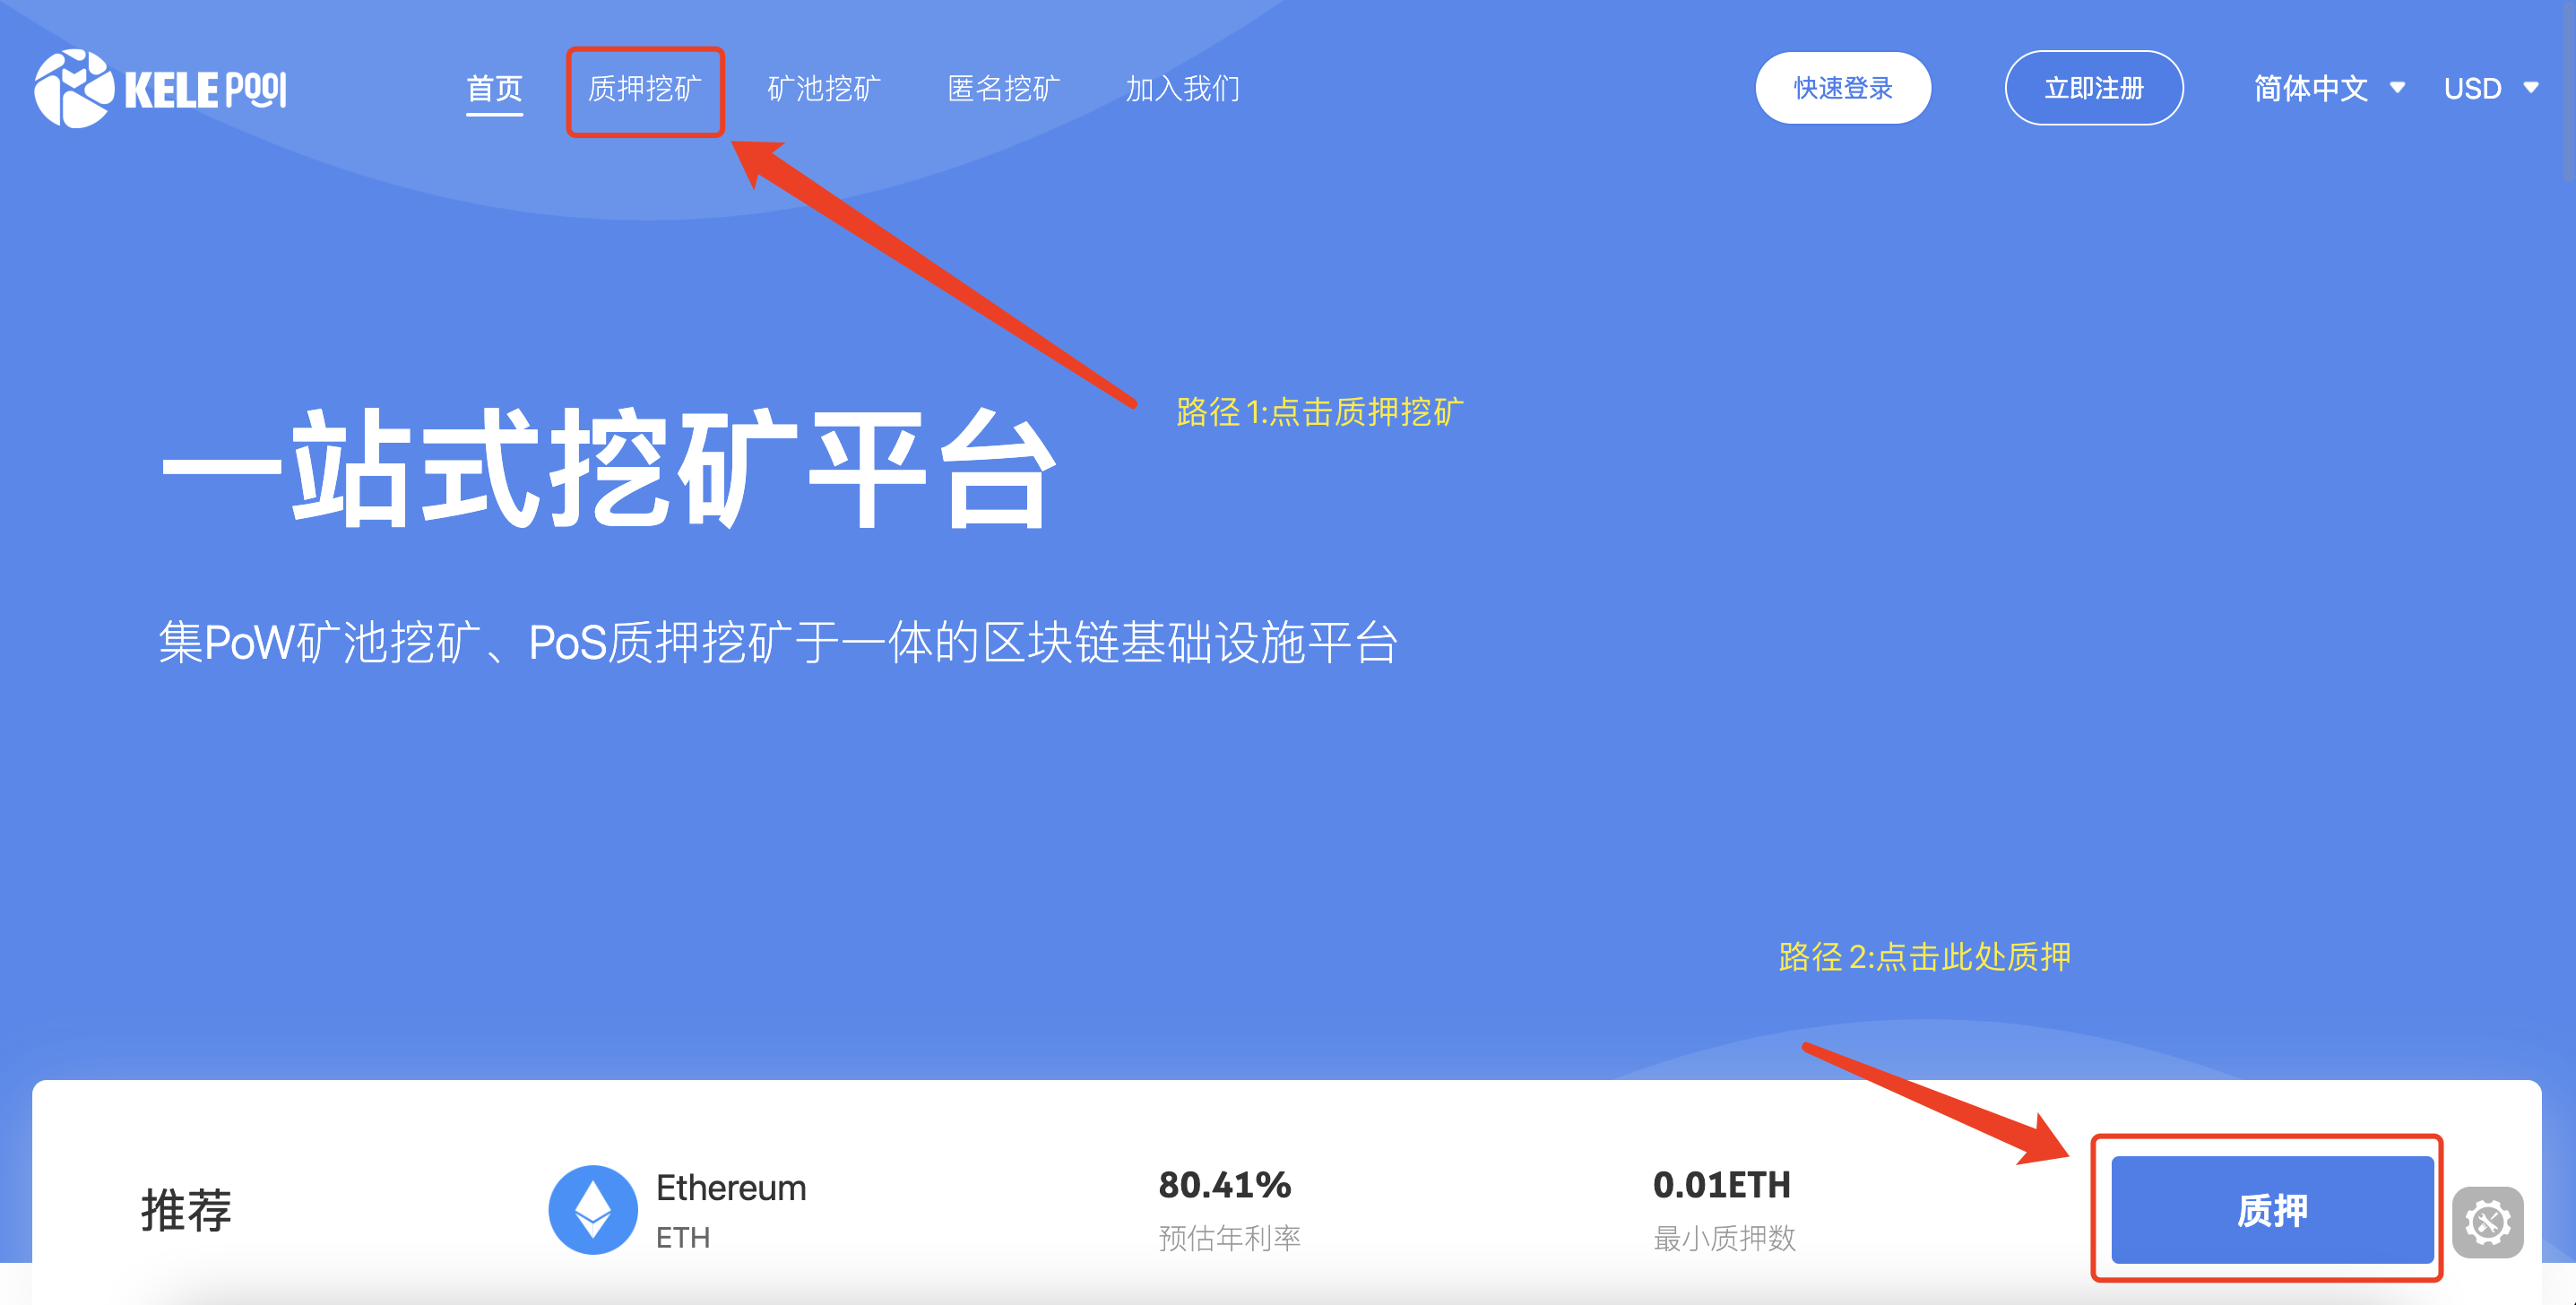 KELE POOL
首页
质押挖矿
矿池挖矿
匿名挖矿
加入我们
快速登录
立即注册
简体中文
USD
路径 1:点击质押挖矿
一站式挖矿平台
集PoW矿池挖矿、PoS质押挖矿于一体的区块链基础设施平台
路径 2:点击此处质押
推荐
Ethereum
ETH
80.41%
预估年利率
0.01ETH
最小质押数
质押